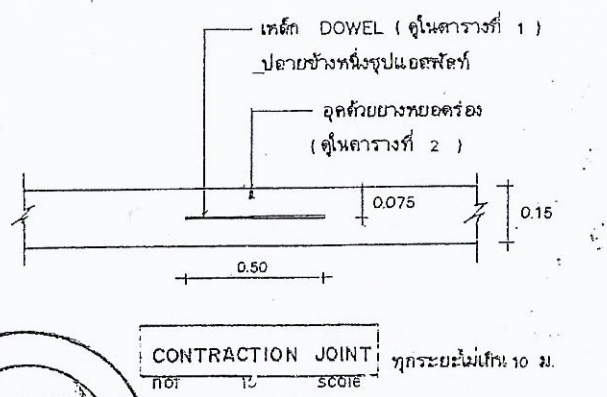 เหล็ก DOWEL ( ดูในตารางที่ 1 )
ปลายข้างหนึ่งชุปแอสฟัลท์
อุดด้วยยางหยอดร่อง
( ดูในตารางที่ 2 )
0.075
0.15
0.50
CONTRACTION JOINT ทุกระยะไม่เกิน 10 ม.
not to scale